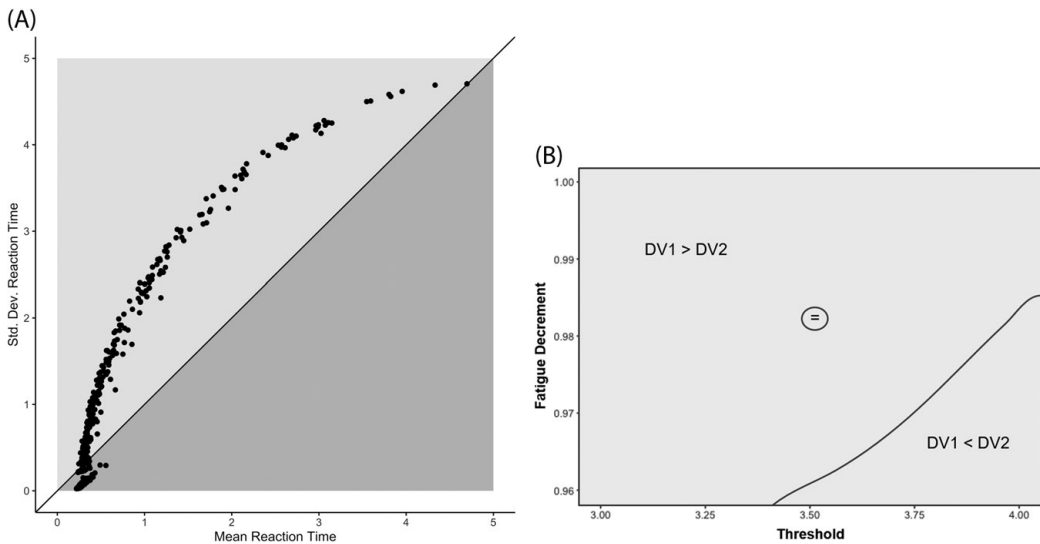 (A)
5
4
3
2
1
0
Std. Dev. Reaction Time
0 1 2 3 4 5
Mean Reaction Time
(B)
1.00
0.99
0.98
0.97
0.96
Fatigue Decrement
DV1 > DV2
=
DV1 < DV2
3.00 3.25 3.50 3.75 4.00
Threshold